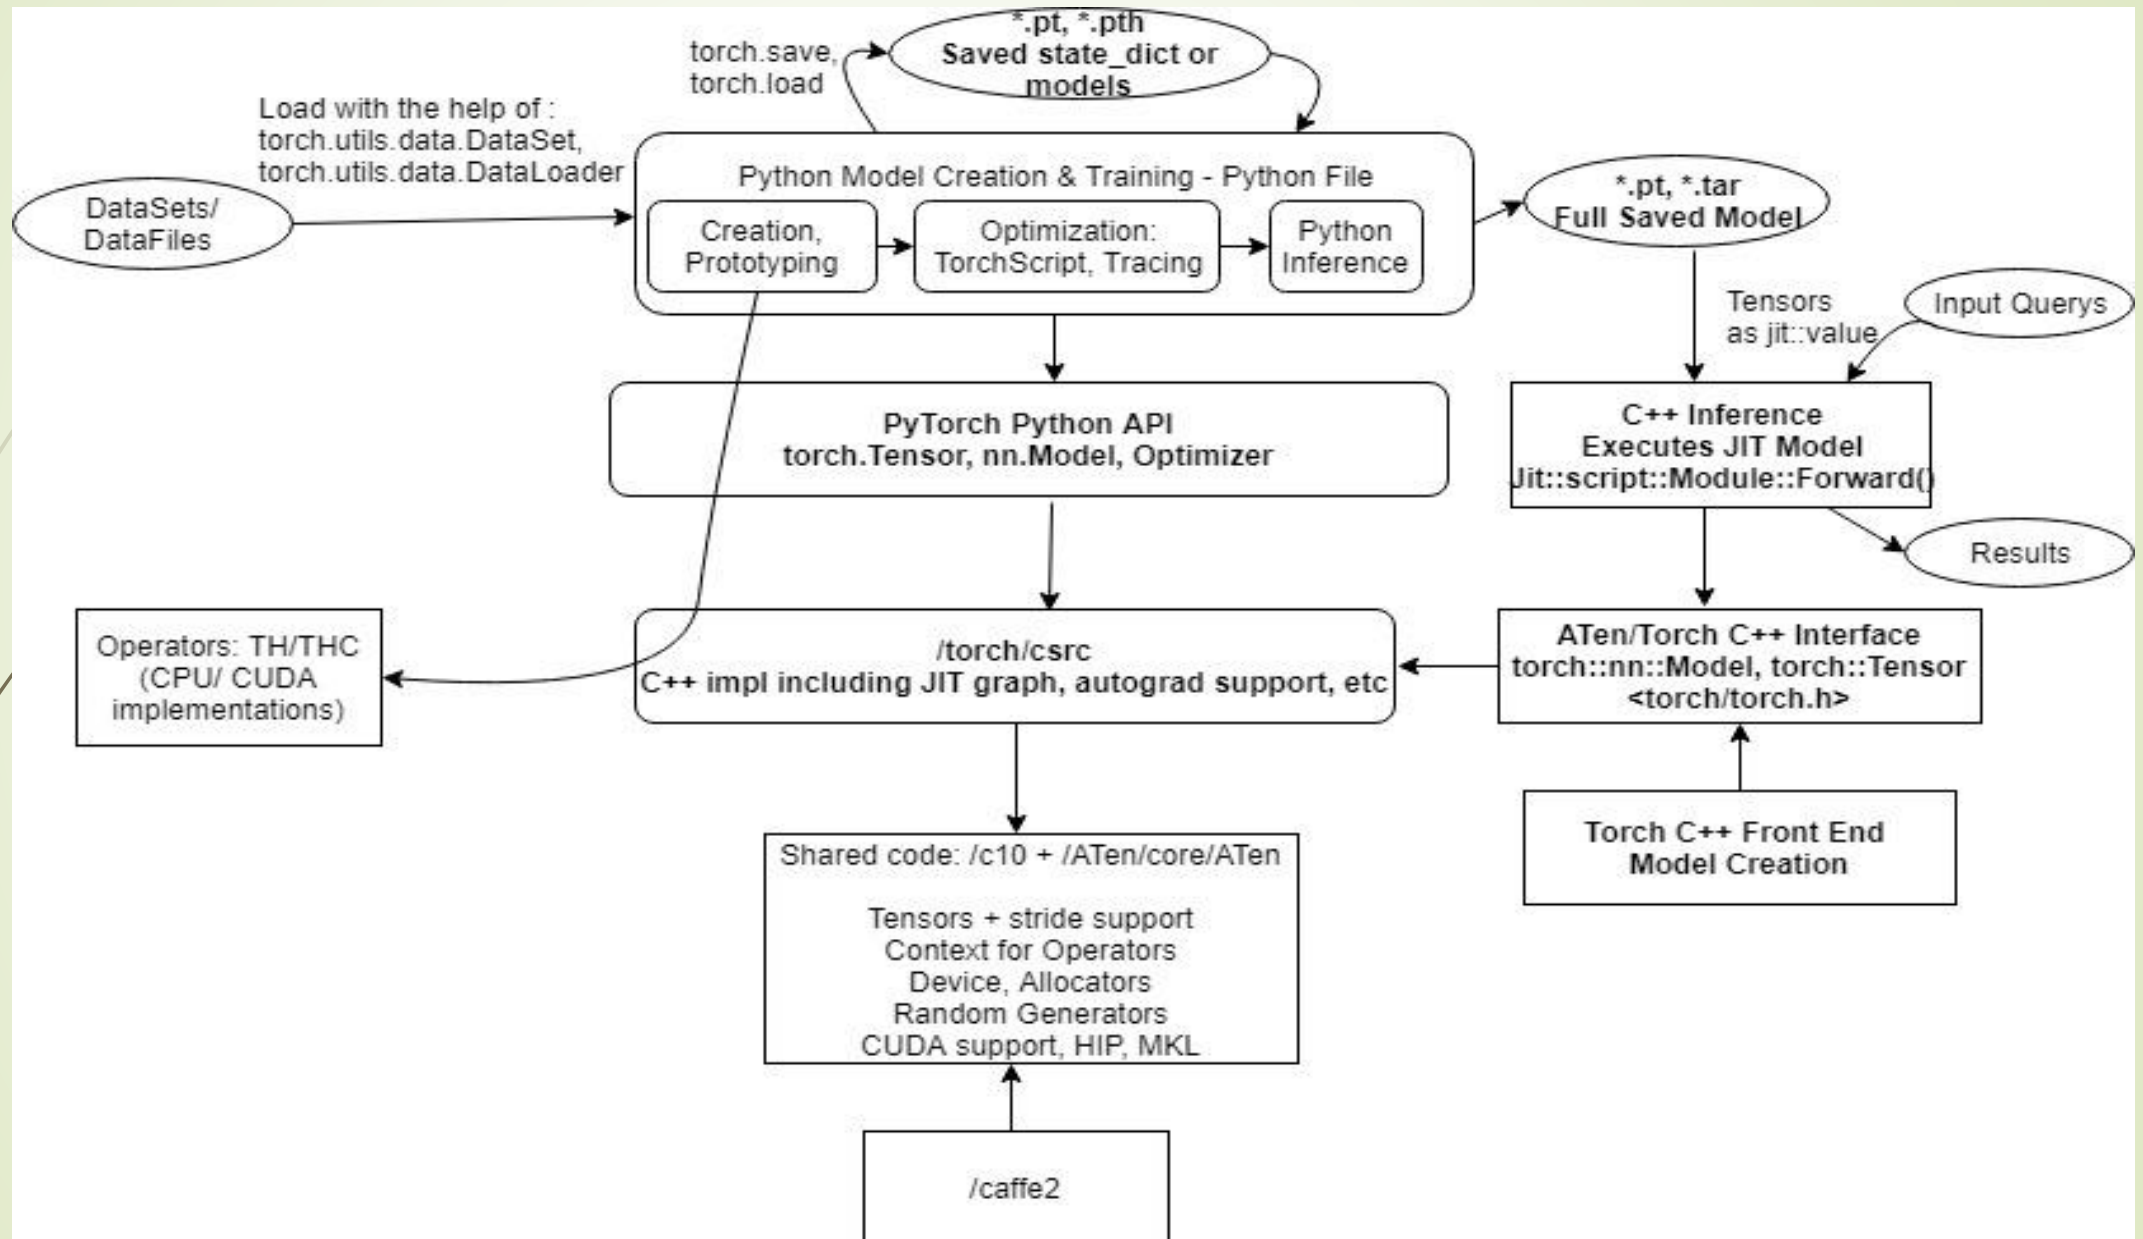 *.pt, *.pth
Saved state_dict or
models
torch.save,
torch.load
Load with the help of :
torch.utils.data.DataSet,
torch.utils.data.DataLoader
DataSets/
DataFiles
Python Model Creation & Training - Python File
Creation,
Prototyping
Optimization:
TorchScript, Tracing
Python
Inference
*.pt, *.tar
Full Saved Model
Tensors
as jit::value
Input Querys
PyTorch Python API
torch.Tensor, nn.Model, Optimizer
C++ Inference
Executes JIT Model
Jit::script::Module::Forward()
Results
Operators: TH/THC
(CPU/ CUDA
implementations)
/torch/csrc
C++ impl including JIT graph, autograd support, etc
ATen/Torch C++ Interface
torch::nn::Model, torch::Tensor
<torch/torch.h>
Torch C++ Front End
Model Creation
Shared code: /c10 + /ATen/core/ATen
Tensors + stride support
Context for Operators
Device, Allocators
Random Generators
CUDA support, HIP, MKL
/caffe2